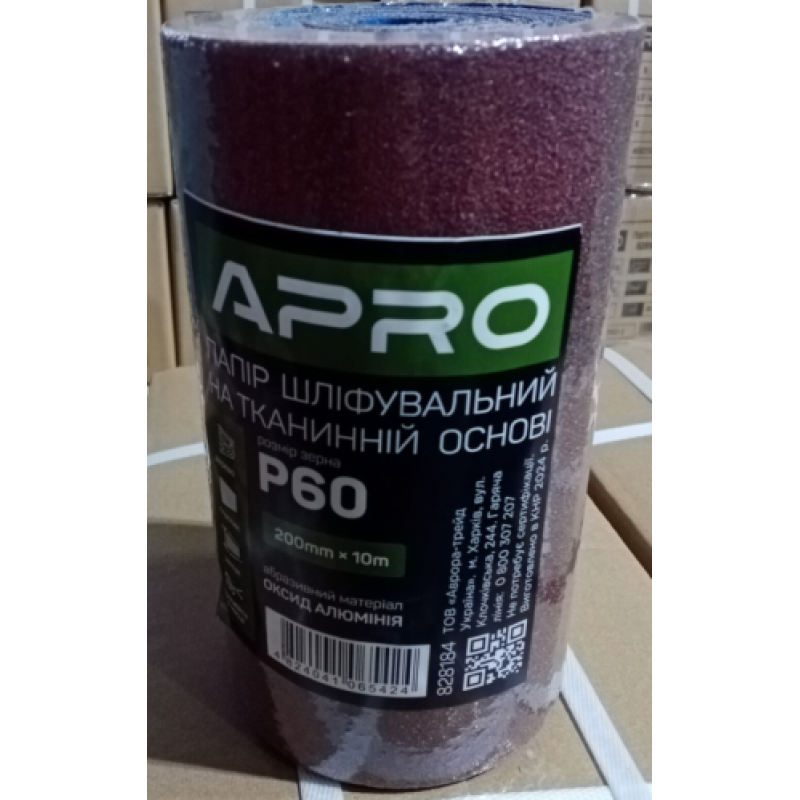 APRO
ПАПІР ШЛІФУВАЛЬНИЙ
НА ТКАНИННІЙ ОСНОВІ
розмір зерна
P60
200mm × 10m
абразивний матеріал
ОКСИД АЛЮМІНІЯ
4824041065424
828184
ТОВ «Аврора-трейд
Україна», м. Харків, вул.
Клочківська, 244. Гаряча
лінія: 0 800 307 207
Не потребує сертифікації.
Виготовлено в КНР 2024 р.